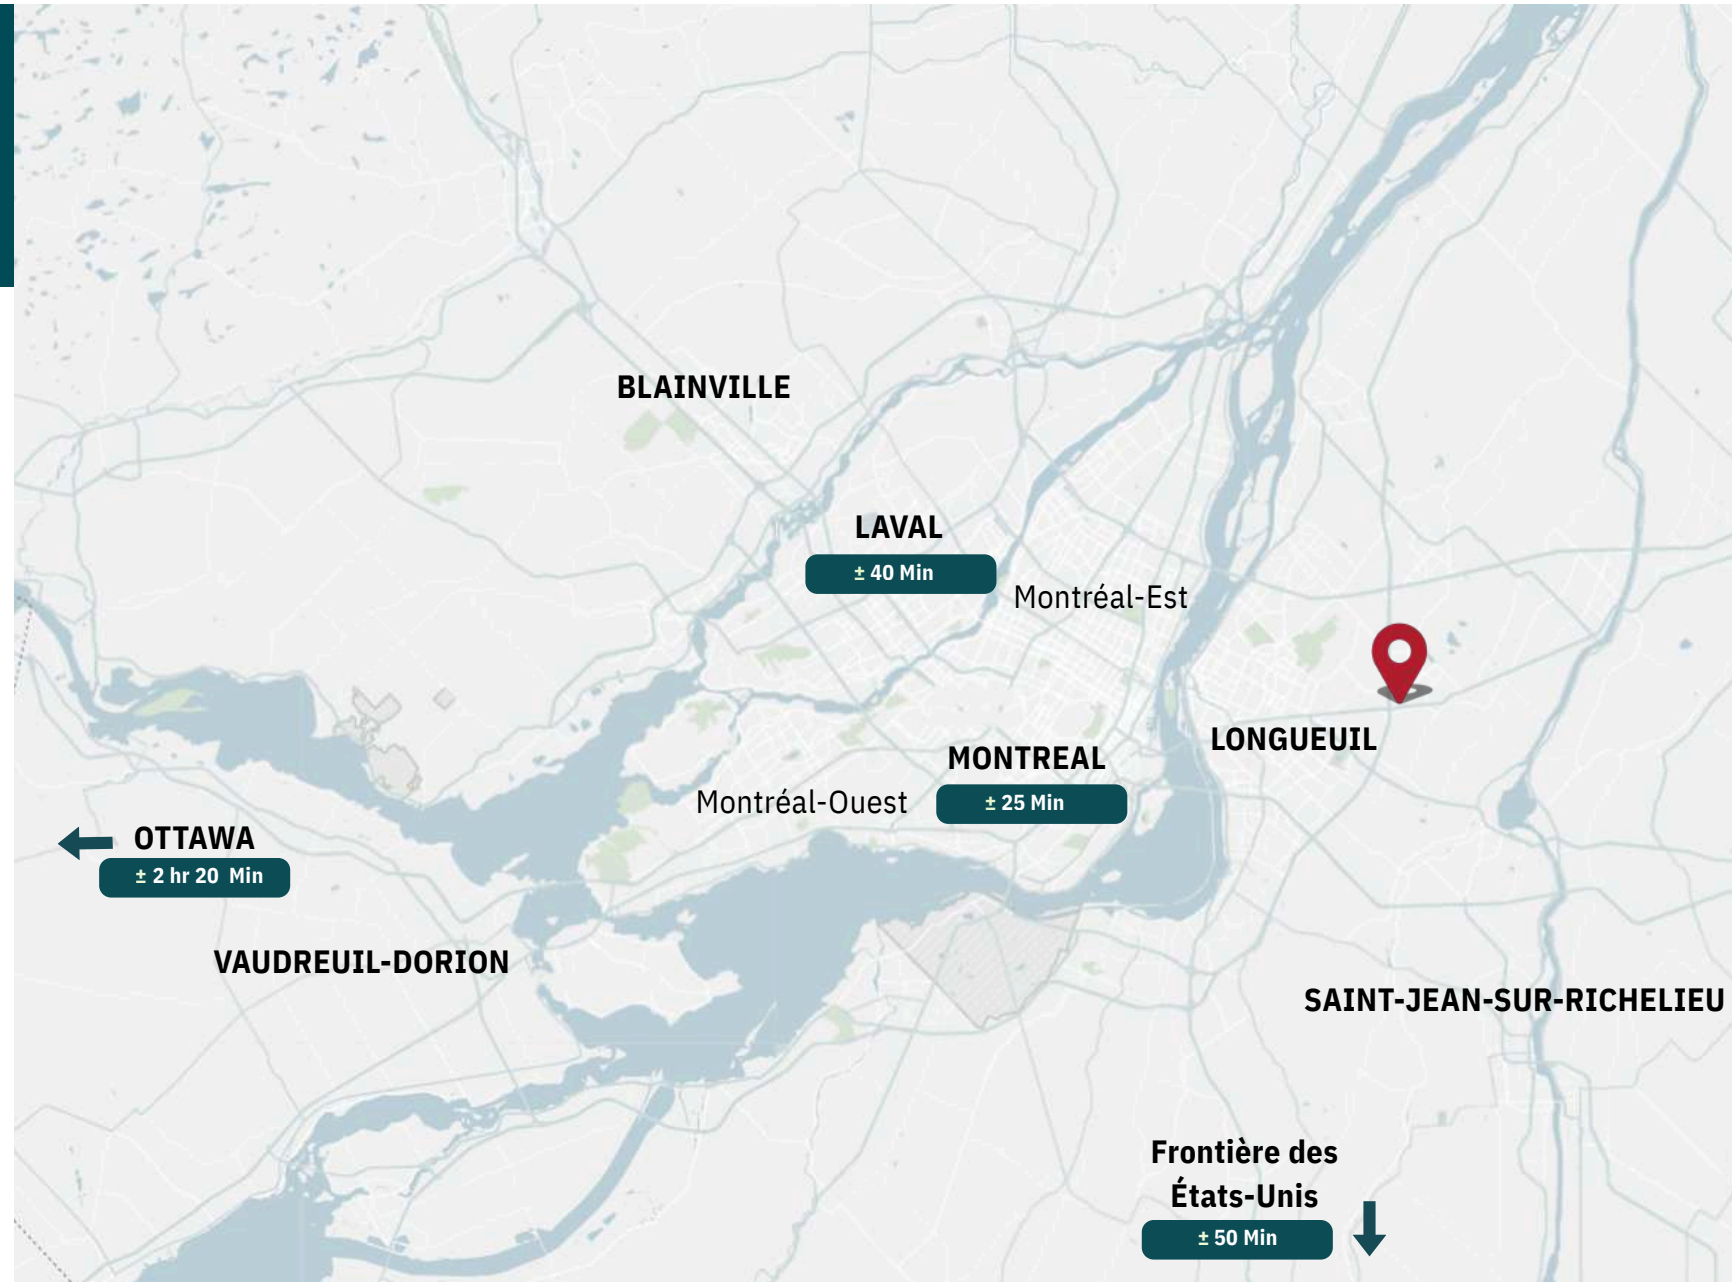 BLAINVILLE
LAVAL
± 40 Min
Montréal-Est
LONGUEUIL
MONTREAL
Montréal-Ouest
± 25 Min
OTTAWA
± 2 hr 20 Min
VAUDREUIL-DORION
SAINT-JEAN-SUR-RICHELIEU
Frontière des
États-Unis
± 50 Min